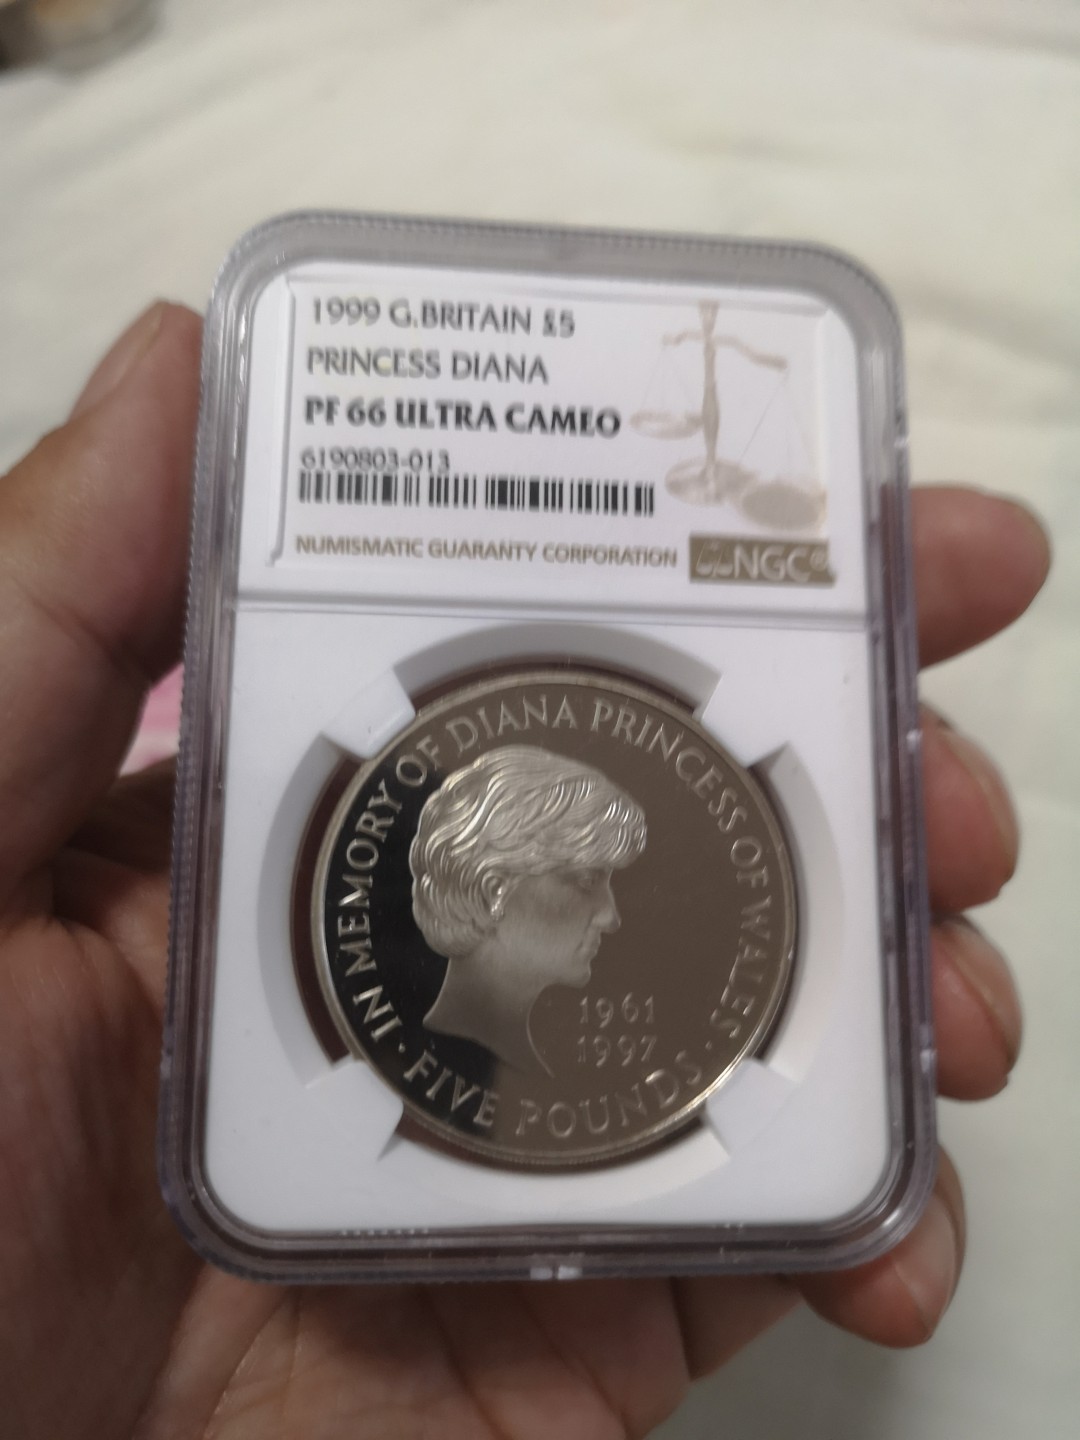 1999 G.BRITAIN £5
PRINCESS DIANA
PF 66 ULTRA CAMEO
6190803-013
NUMISMATIC GUARANTY CORPORATION
NGC®
IN MEMORY OF DIANA PRINCESS OF WALES
1961
1997
· FIVE POUNDS ·